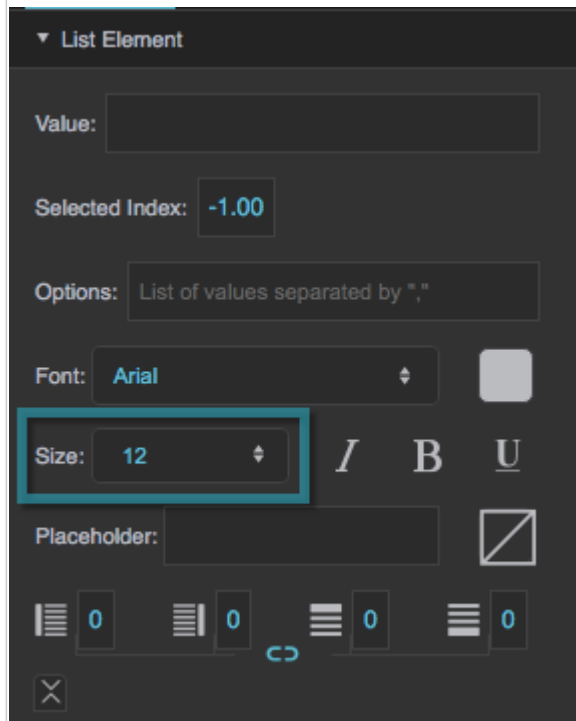 List Element
Value:
Selected Index: -1.00
Options: List of values separated by ","
Font: Arial
Size: 12 I B U
Placeholder:
0 0 0 0